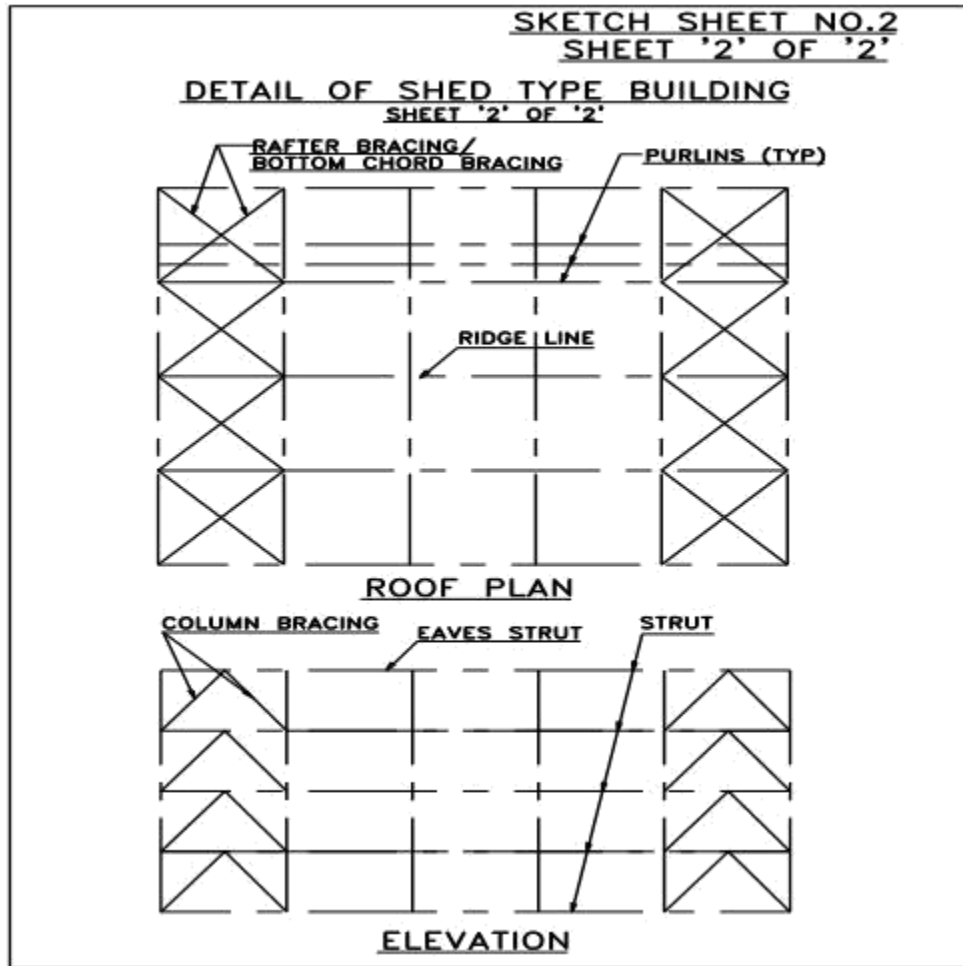 SKETCH SHEET NO.2
SHEET '2' OF '2'
DETAIL OF SHED TYPE BUILDING
SHEET '2' OF '2'
RAFTER BRACING/
BOTTOM CHORD BRACING
PURLINS (TYP)
RIDGE LINE
ROOF PLAN
COLUMN BRACING
EAVES STRUT
STRUT
ELEVATION